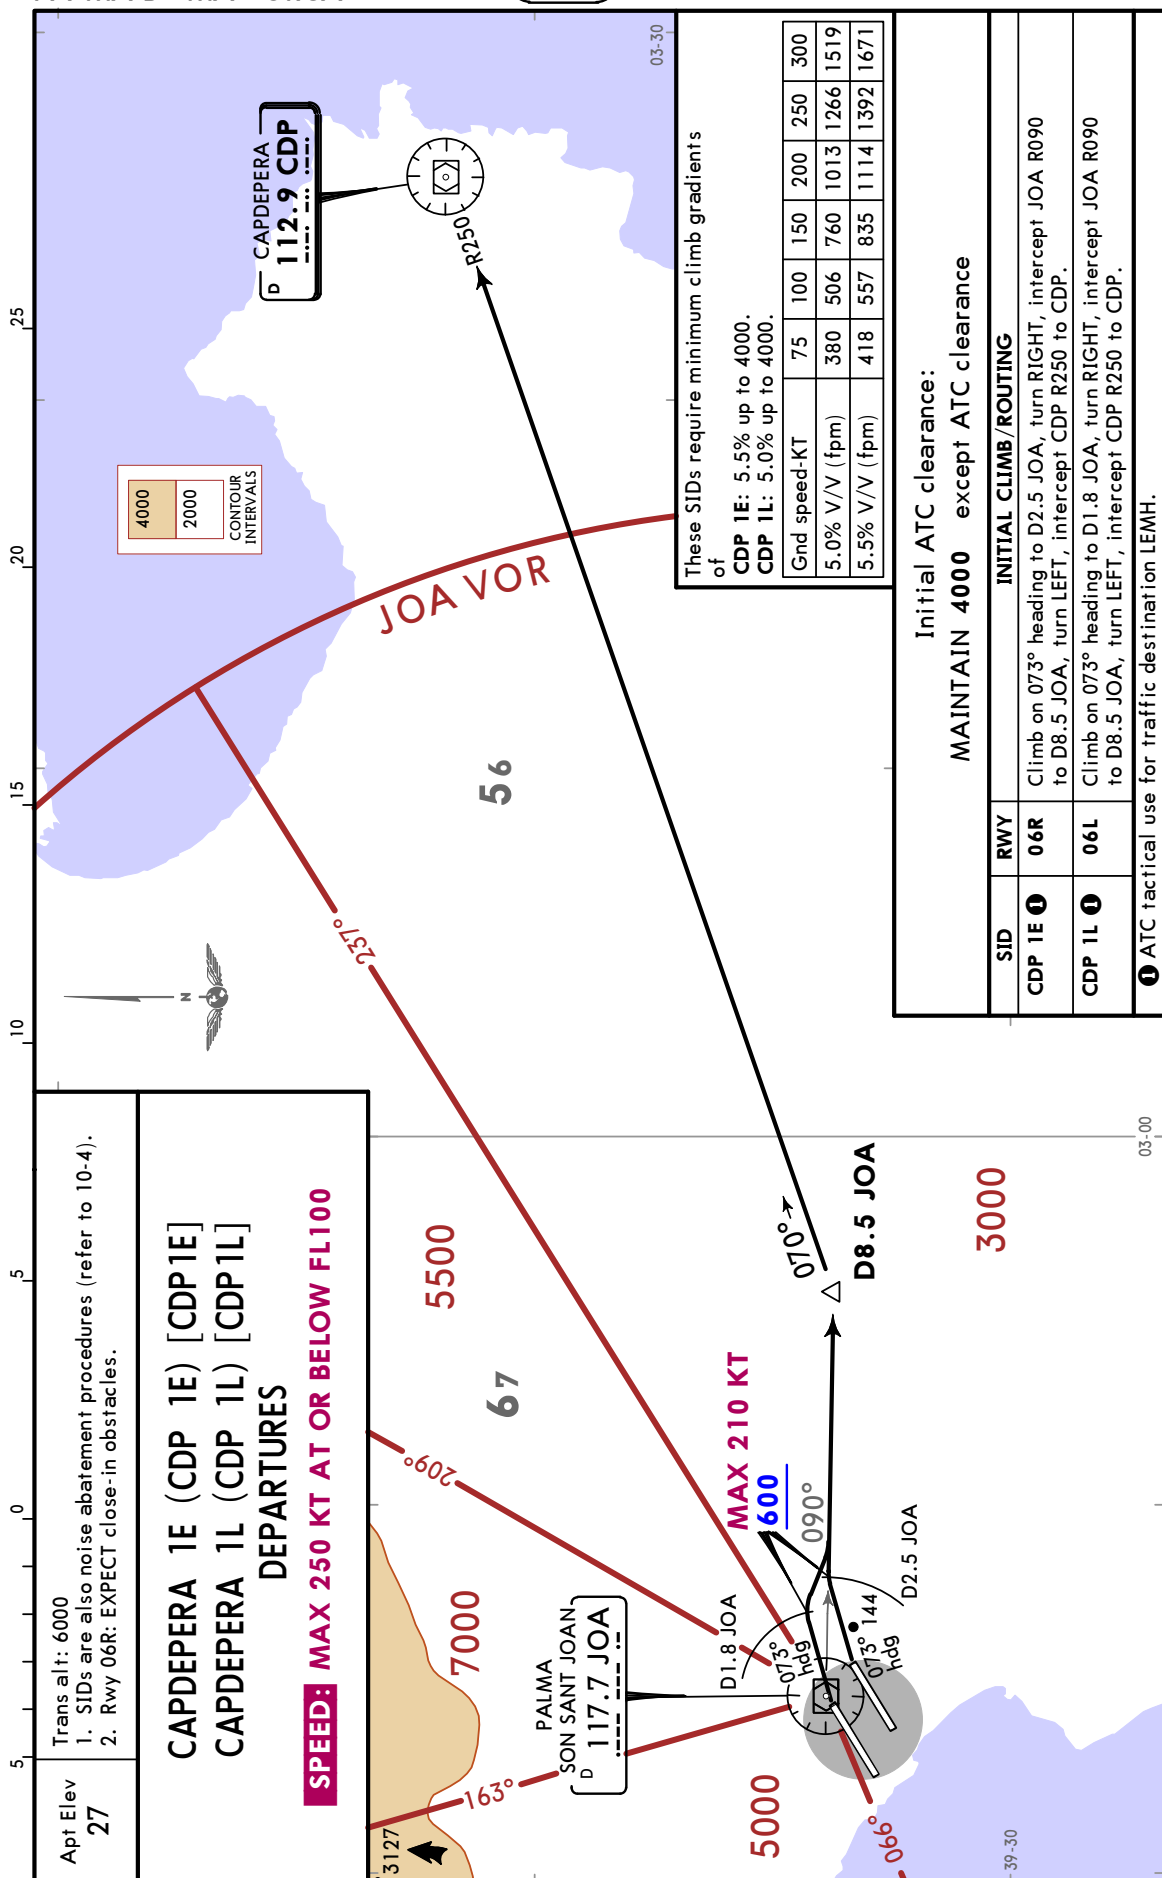 Apt Elev
27
Trans alt: 6000
1. SIDs are also noise abatement procedures (refer to 10-4).
2. Rwy 06R: EXPECT close-in obstacles.
CAPDEPERA 1E (CDP 1E) [CDP1E]
CAPDEPERA 1L (CDP 1L) [CDP1L]
DEPARTURES
SPEED: MAX 250 KT AT OR BELOW FL100
5
0
5
10
15
20
25
N
4000
2000
CONTOUR
INTERVALS
CAPDEPERA
D
112.9 CDP
R250
03-30
JOA VOR
237°
209°
163°
066°
56
67
5500
7000
5000
3000
3127
PALMA
SON SANT JOAN
D
117.7 JOA
D1.8 JOA
073°
hdg
073°
hdg
144
D2.5 JOA
MAX 210 KT
600
090°
070°
D8.5 JOA
03-00
39-30
These SIDs require minimum climb gradients
of
CDP 1E: 5.5% up to 4000.
CDP 1L: 5.0% up to 4000.
Gnd speed-KT 75 100 150 200 250 300
5.0% V/V (fpm) 380 506 760 1013 1266 1519
5.5% V/V (fpm) 418 557 835 1114 1392 1671
Initial ATC clearance:
MAINTAIN 4000 except ATC clearance
SID RWY INITIAL CLIMB/ROUTING
CDP 1E ❶ 06R Climb on 073° heading to D2.5 JOA, turn RIGHT, intercept JOA R090
to D8.5 JOA, turn LEFT, intercept CDP R250 to CDP.
CDP 1L ❶ 06L Climb on 073° heading to D1.8 JOA, turn RIGHT, intercept JOA R090
to D8.5 JOA, turn LEFT, intercept CDP R250 to CDP.
❶ ATC tactical use for traffic destination LEMH.